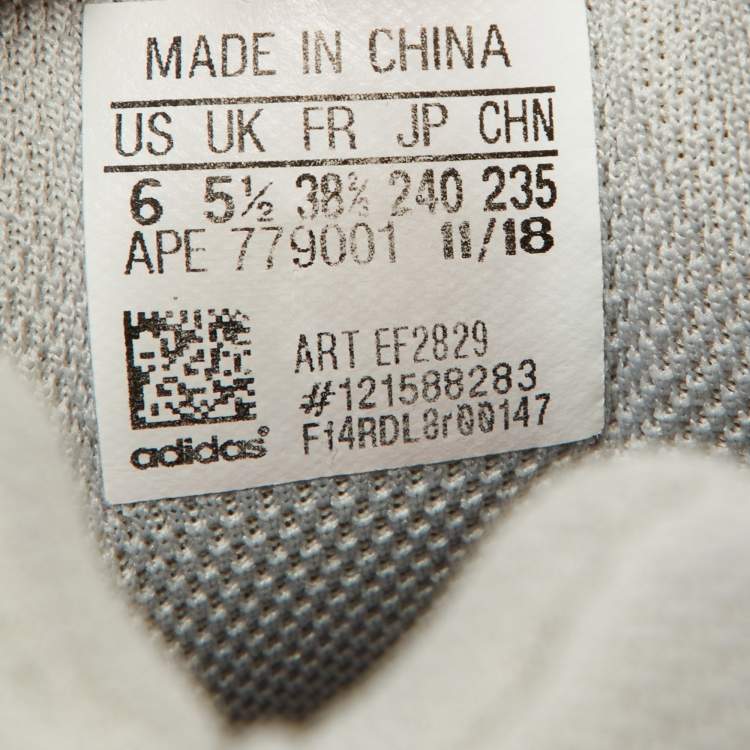 MADE IN CHINA
US UK FR JP CHN
6 5½ 38⅔ 240 235
APE 779001 11/18
ART EF2829
#121588283
Fi4RDL8r00147
adidas®